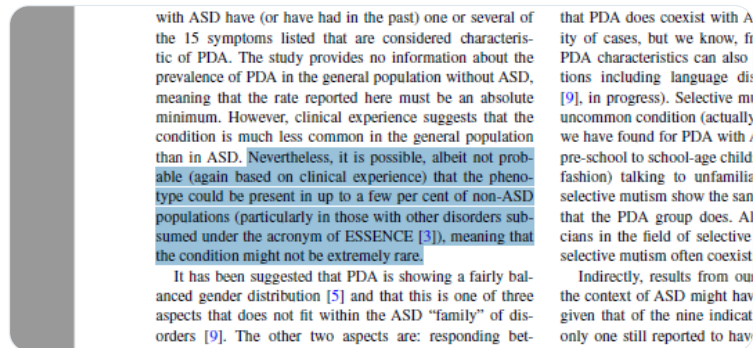 with ASD have (or have had in the past) one or several of
the 15 symptoms listed that are considered characteris-
tic of PDA. The study provides no information about the
prevalence of PDA in the general population without ASD,
meaning that the rate reported here must be an absolute
minimum. However, clinical experience suggests that the
condition is much less common in the general population
than in ASD. Nevertheless, it is possible, albeit not prob-
able (again based on clinical experience) that the pheno-
type could be present in up to a few per cent of non-ASD
populations (particularly in those with other disorders sub-
sumed under the acronym of ESSENCE [3]), meaning that
the condition might not be extremely rare.
It has been suggested that PDA is showing a fairly bal-
anced gender distribution [5] and that this is one of three
aspects that does not fit within the ASD “family” of dis-
orders [9]. The other two aspects are: responding bet-
that PDA does coexist with
ity of cases, but we know,
PDA characteristics can also
tions including language
[9], in progress). Selective
uncommon condition (actually
we have found for PDA with
pre-school to school-age
fashion) talking to
selective mutism show the
that the PDA group does.
cians in the field of selective
selective mutism often coexist
Indirectly, results from
the context of ASD might
given that of the nine
only one still reported to